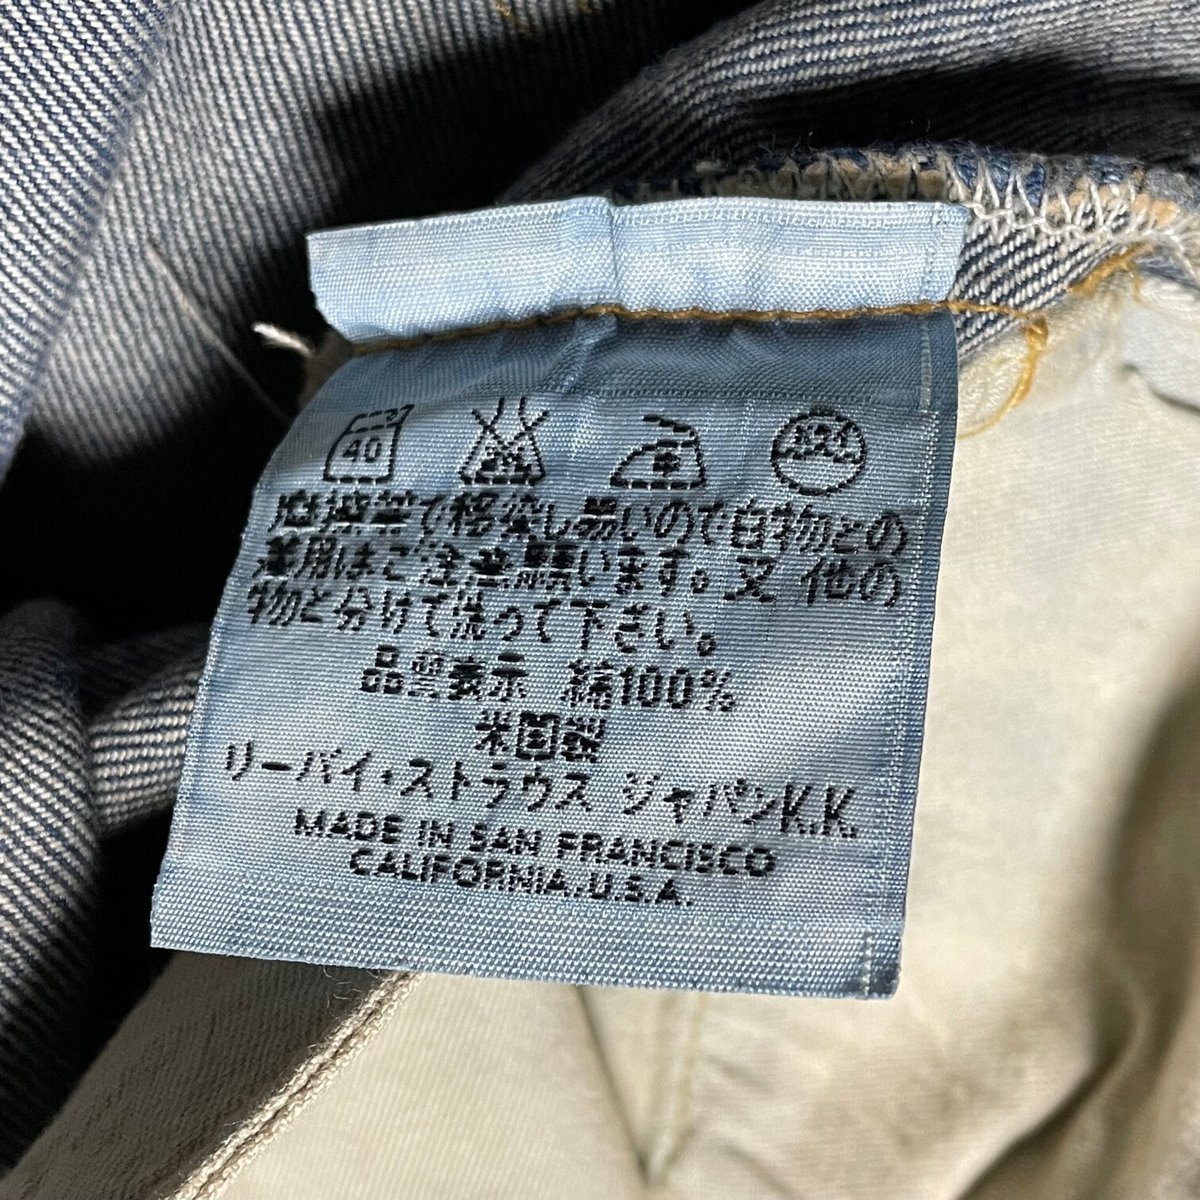 40
摩擦等で移染し易いので白物との
着用はご注意願います。又 他の
物と分けて洗って下さい。
品質表示 綿100%
米国製
リーバイ・ストラウス ジャパンK.K.
MADE IN SAN FRANCISCO
CALIFORNIA, U.S.A.